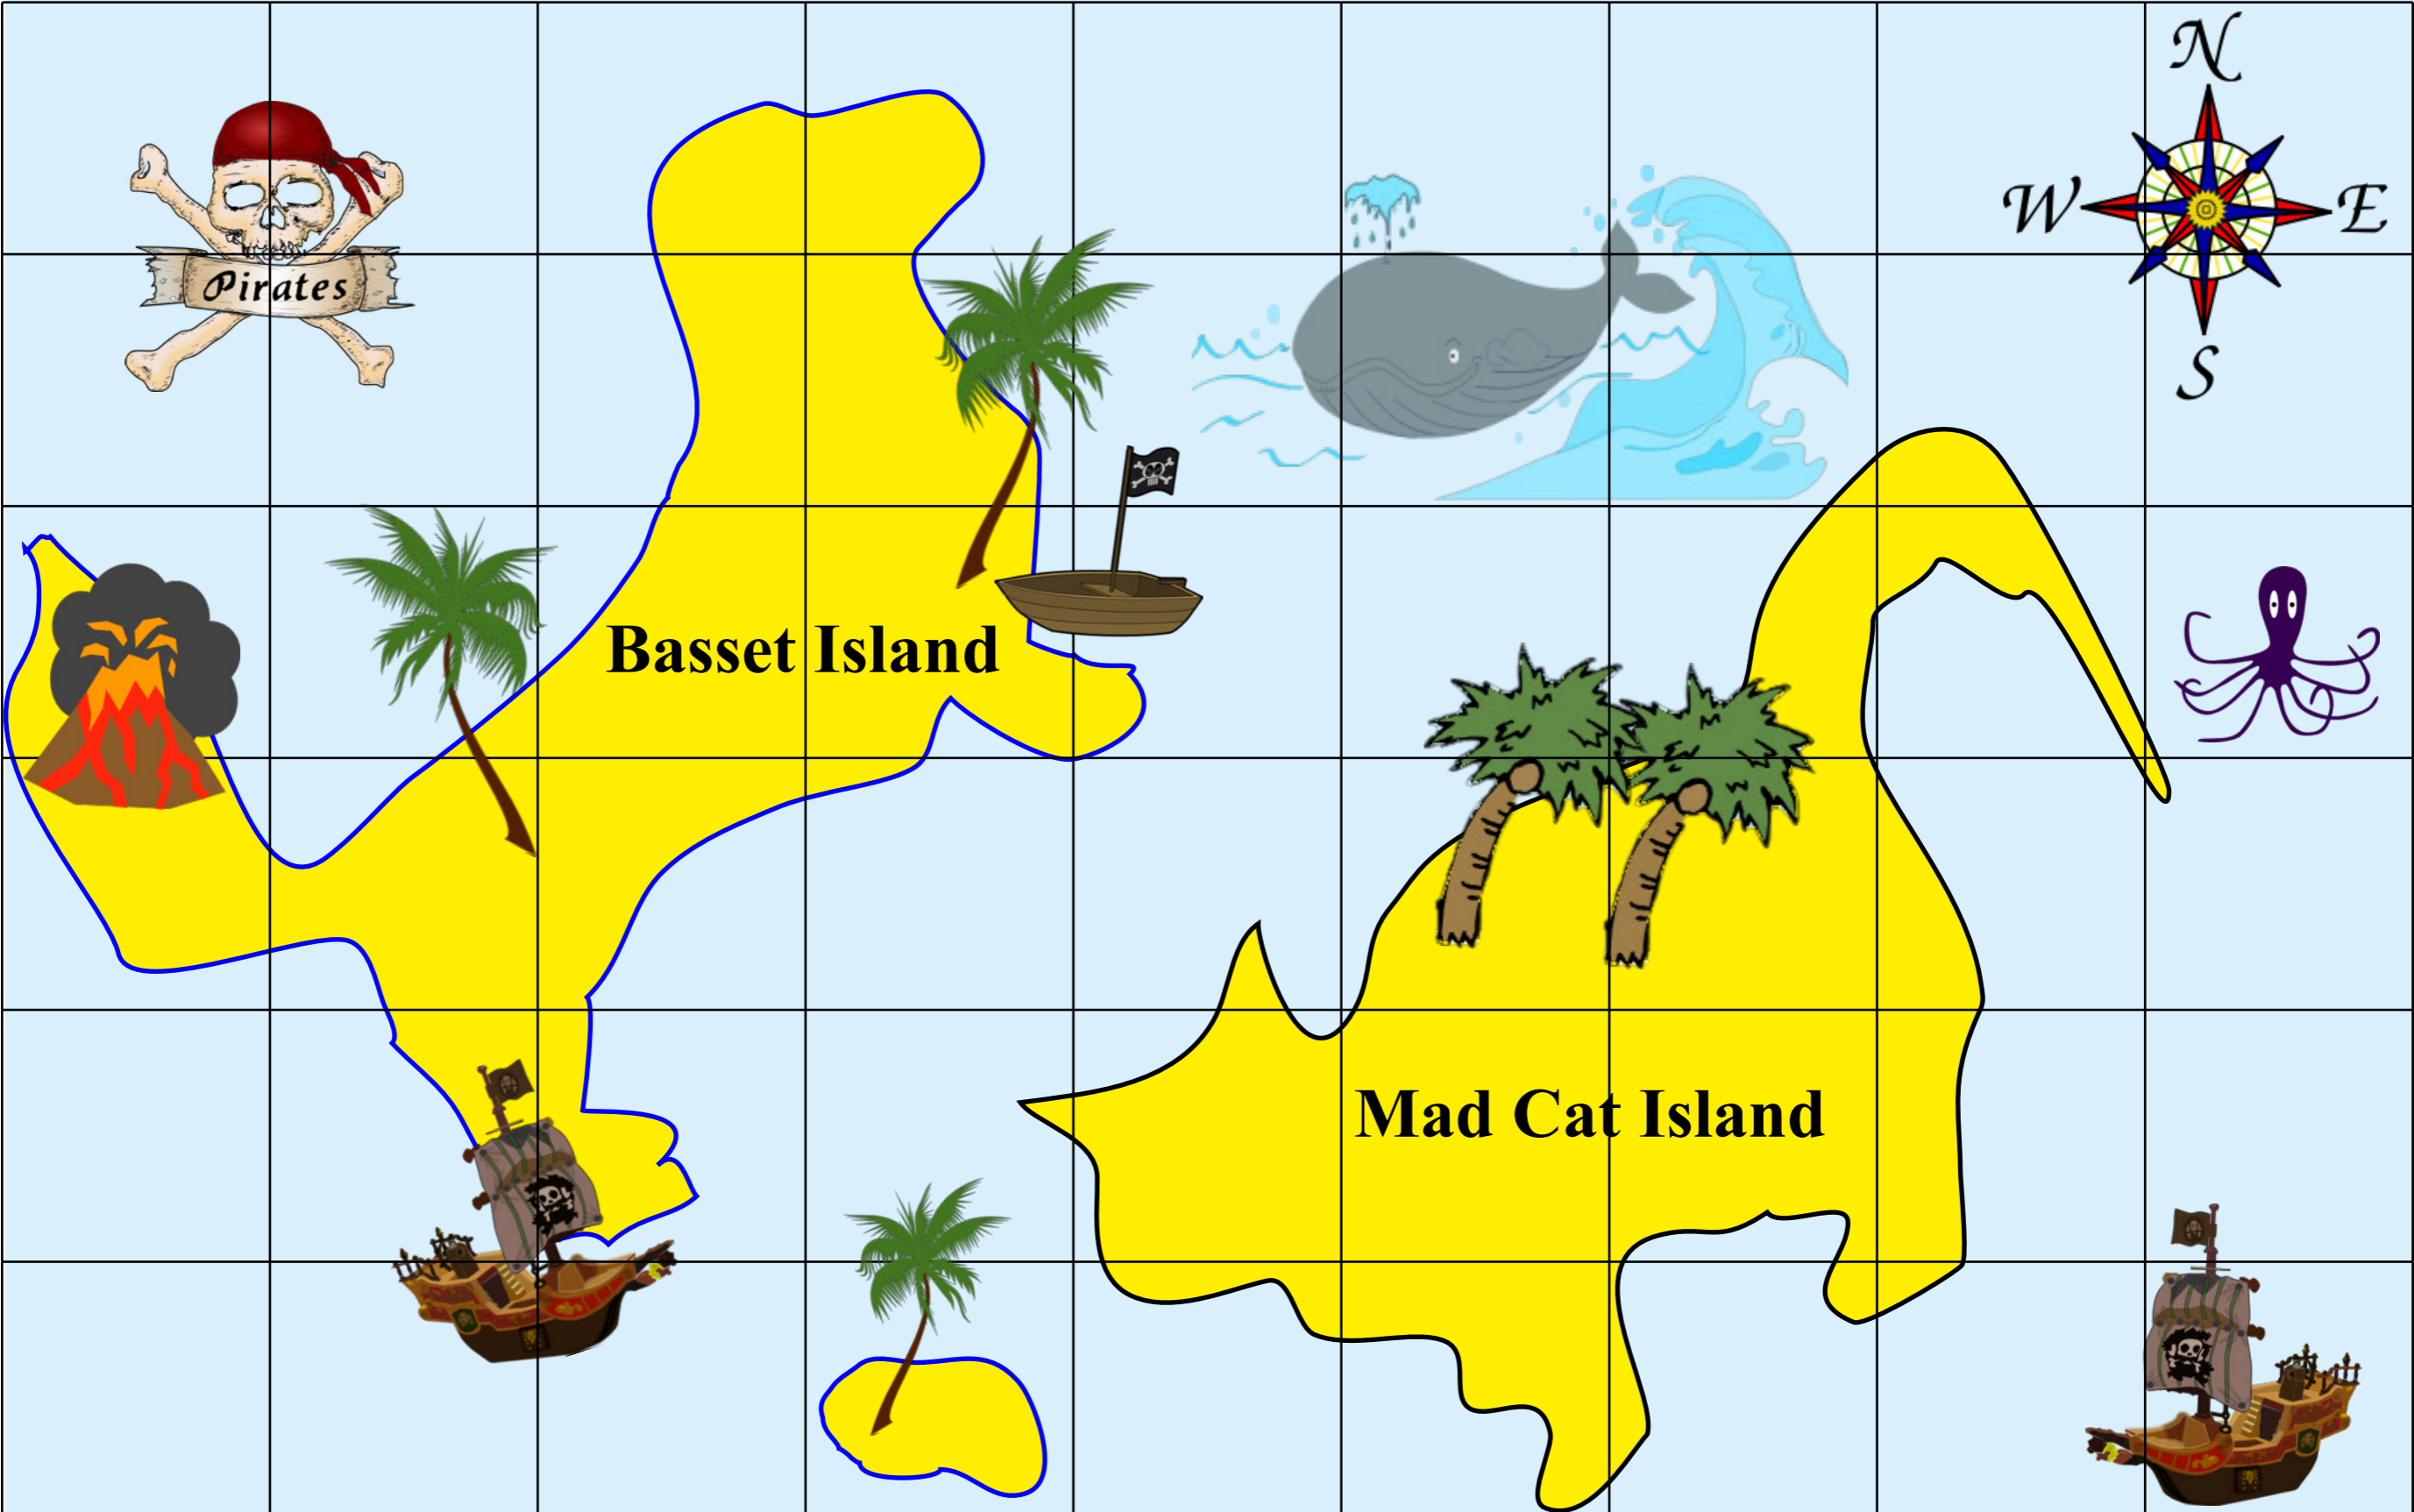 N
W E
S
Pirates
Basset Island
Mad Cat Island